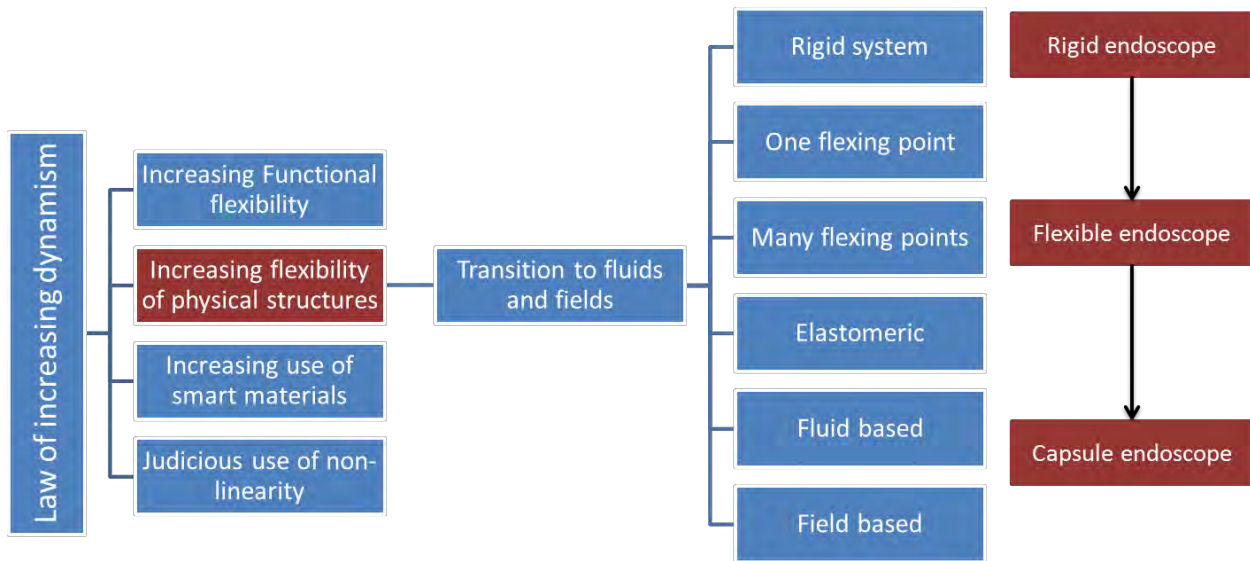 Law of increasing dynamism
Increasing Functional
flexibility
Increasing flexibility
of physical structures
Increasing use of
smart materials
Judicious use of non-
linearity
Transition to fluids
and fields
Rigid system
One flexing point
Many flexing points
Elastomeric
Fluid based
Field based
Rigid endoscope
Flexible endoscope
Capsule endoscope